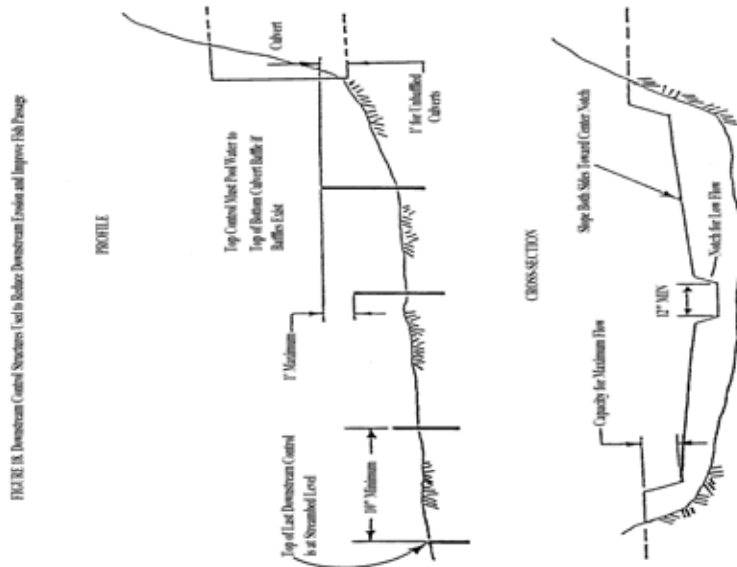 FIGURE 18. Downstream Control Structures Used to Reduce Downstream Erosion and Improve Fish Passage
PROFILE
Culvert
Top Control Must Pool Water to
Top of Bottom Culvert Baffle if
Baffles Exist
1' for Unbaffled
Culverts
1' Maximum
Top of Last Downstream Control
is at Streambed Level
10" Minimum
CROSS-SECTION
Slope Both Sides Toward Center Notch
Notch for Low Flow
12" MIN
Capacity for Maximum Flow